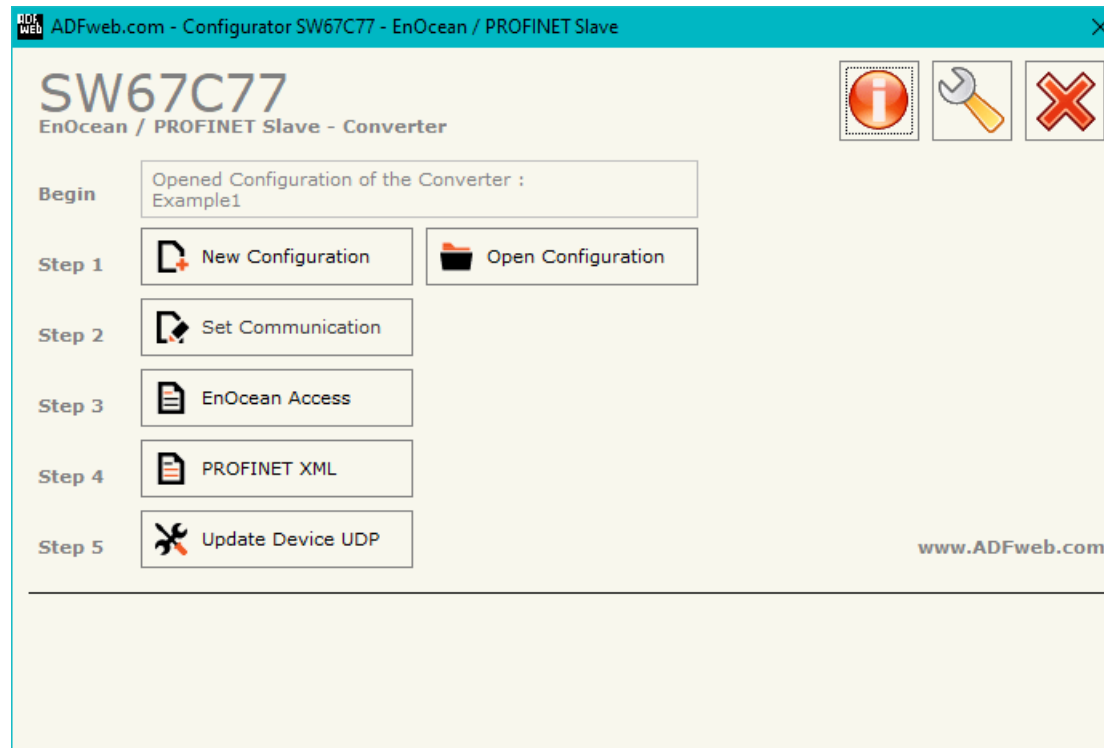 ADF
WEB
ADFweb.com - Configurator SW67C77 - EnOcean / PROFINET Slave
SW67C77
EnOcean / PROFINET Slave - Converter
Begin
Opened Configuration of the Converter :
Example1
Step 1
New Configuration
Open Configuration
Step 2
Set Communication
Step 3
EnOcean Access
Step 4
PROFINET XML
Step 5
Update Device UDP
www.ADFweb.com